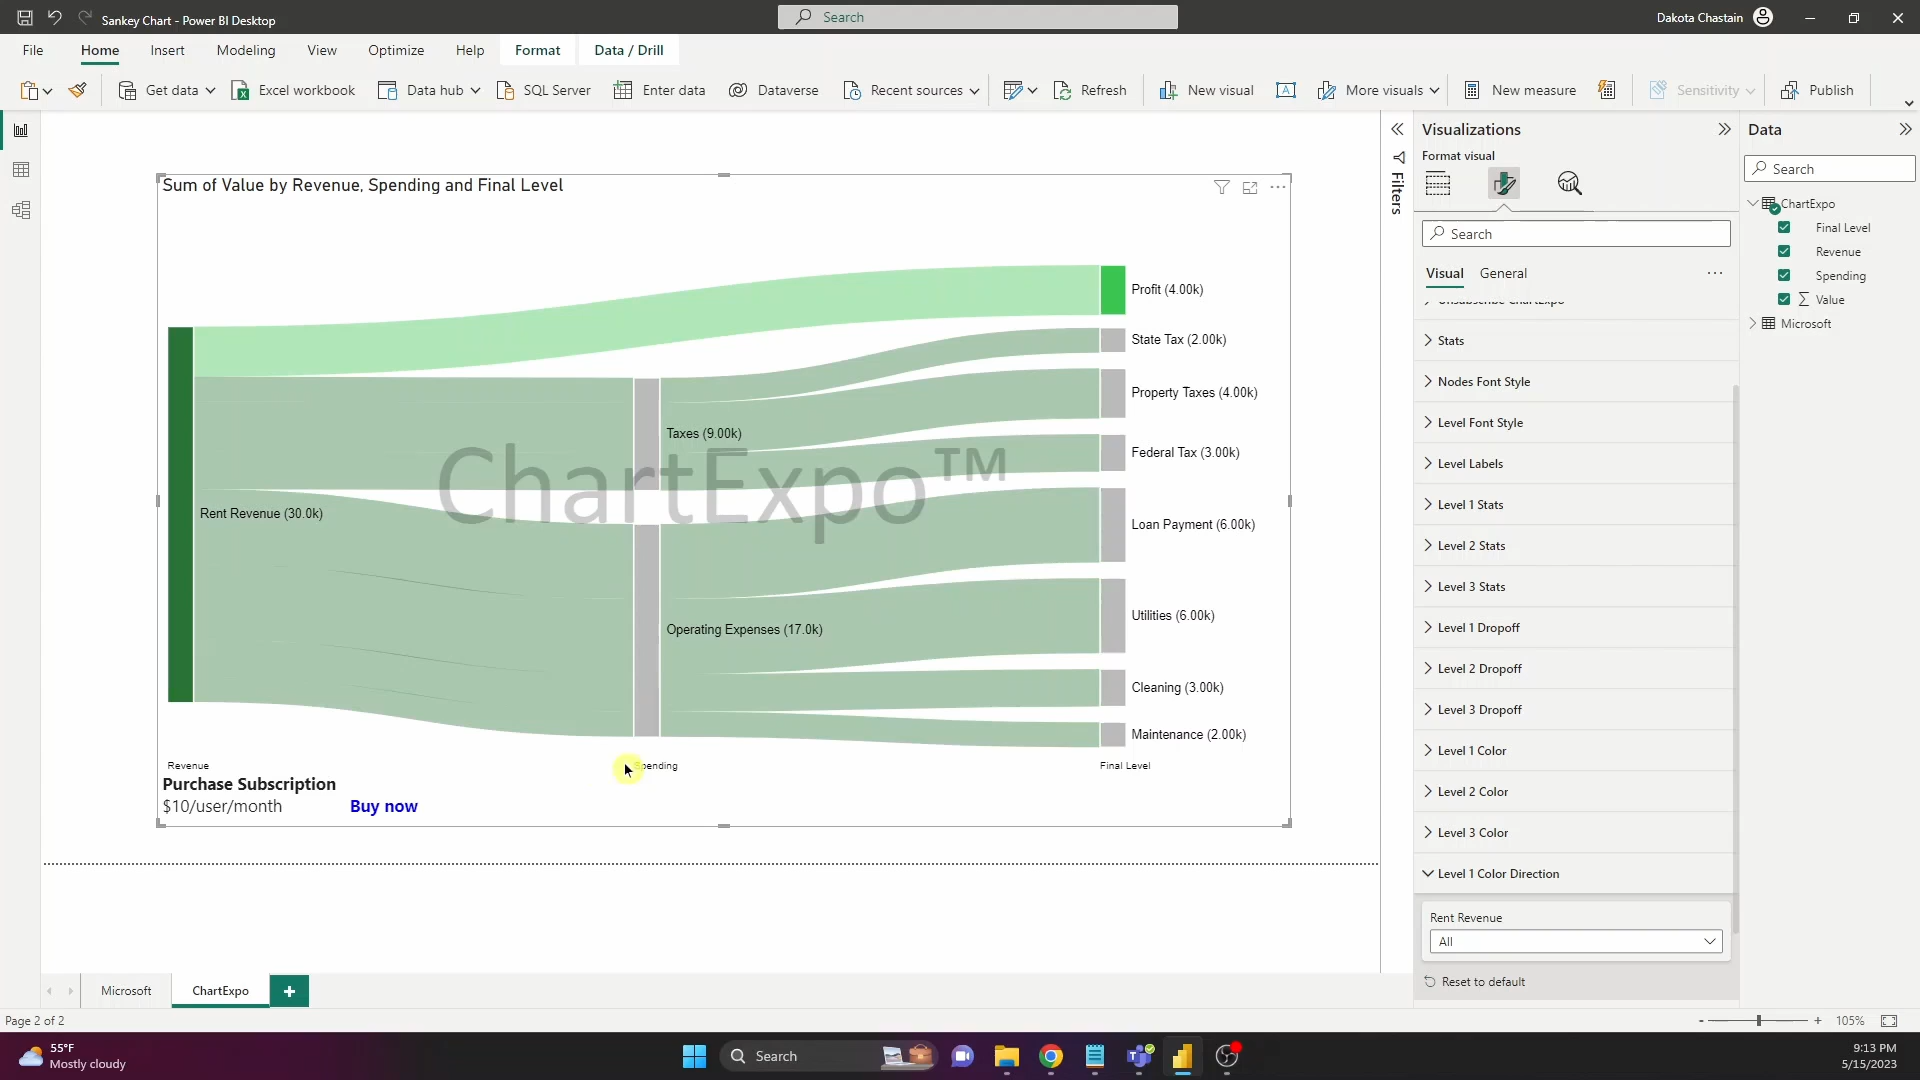 Sankey Chart - Power BI Desktop
Search
Dakota Chastain
File
Home
Insert
Modeling
View
Optimize
Help
Format
Data / Drill
Get data
Excel workbook
Data hub
SQL Server
Enter data
Dataverse
Recent sources
Refresh
New visual
More visuals
New measure
Sensitivity
Publish
Sum of Value by Revenue, Spending and Final Level
Profit (4.00k)
State Tax (2.00k)
Property Taxes (4.00k)
Taxes (9.00k)
Federal Tax (3.00k)
ChartExpo™
Rent Revenue (30.0k)
Loan Payment (6.00k)
Utilities (6.00k)
Operating Expenses (17.0k)
Cleaning (3.00k)
Maintenance (2.00k)
Revenue
Spending
Final Level
Purchase Subscription
$10/user/month
Buy now
Filters
Visualizations
Format visual
Search
Visual
General
Unsubscribe ChartExpo
Stats
Nodes Font Style
Level Font Style
Level Labels
Level 1 Stats
Level 2 Stats
Level 3 Stats
Level 1 Dropoff
Level 2 Dropoff
Level 3 Dropoff
Level 1 Color
Level 2 Color
Level 3 Color
Level 1 Color Direction
Rent Revenue
All
Reset to default
Data
Search
ChartExpo
Final Level
Revenue
Spending
Value
Microsoft
Microsoft
ChartExpo
Page 2 of 2
105%
55°F
Mostly cloudy
Search
9:13 PM
5/15/2023